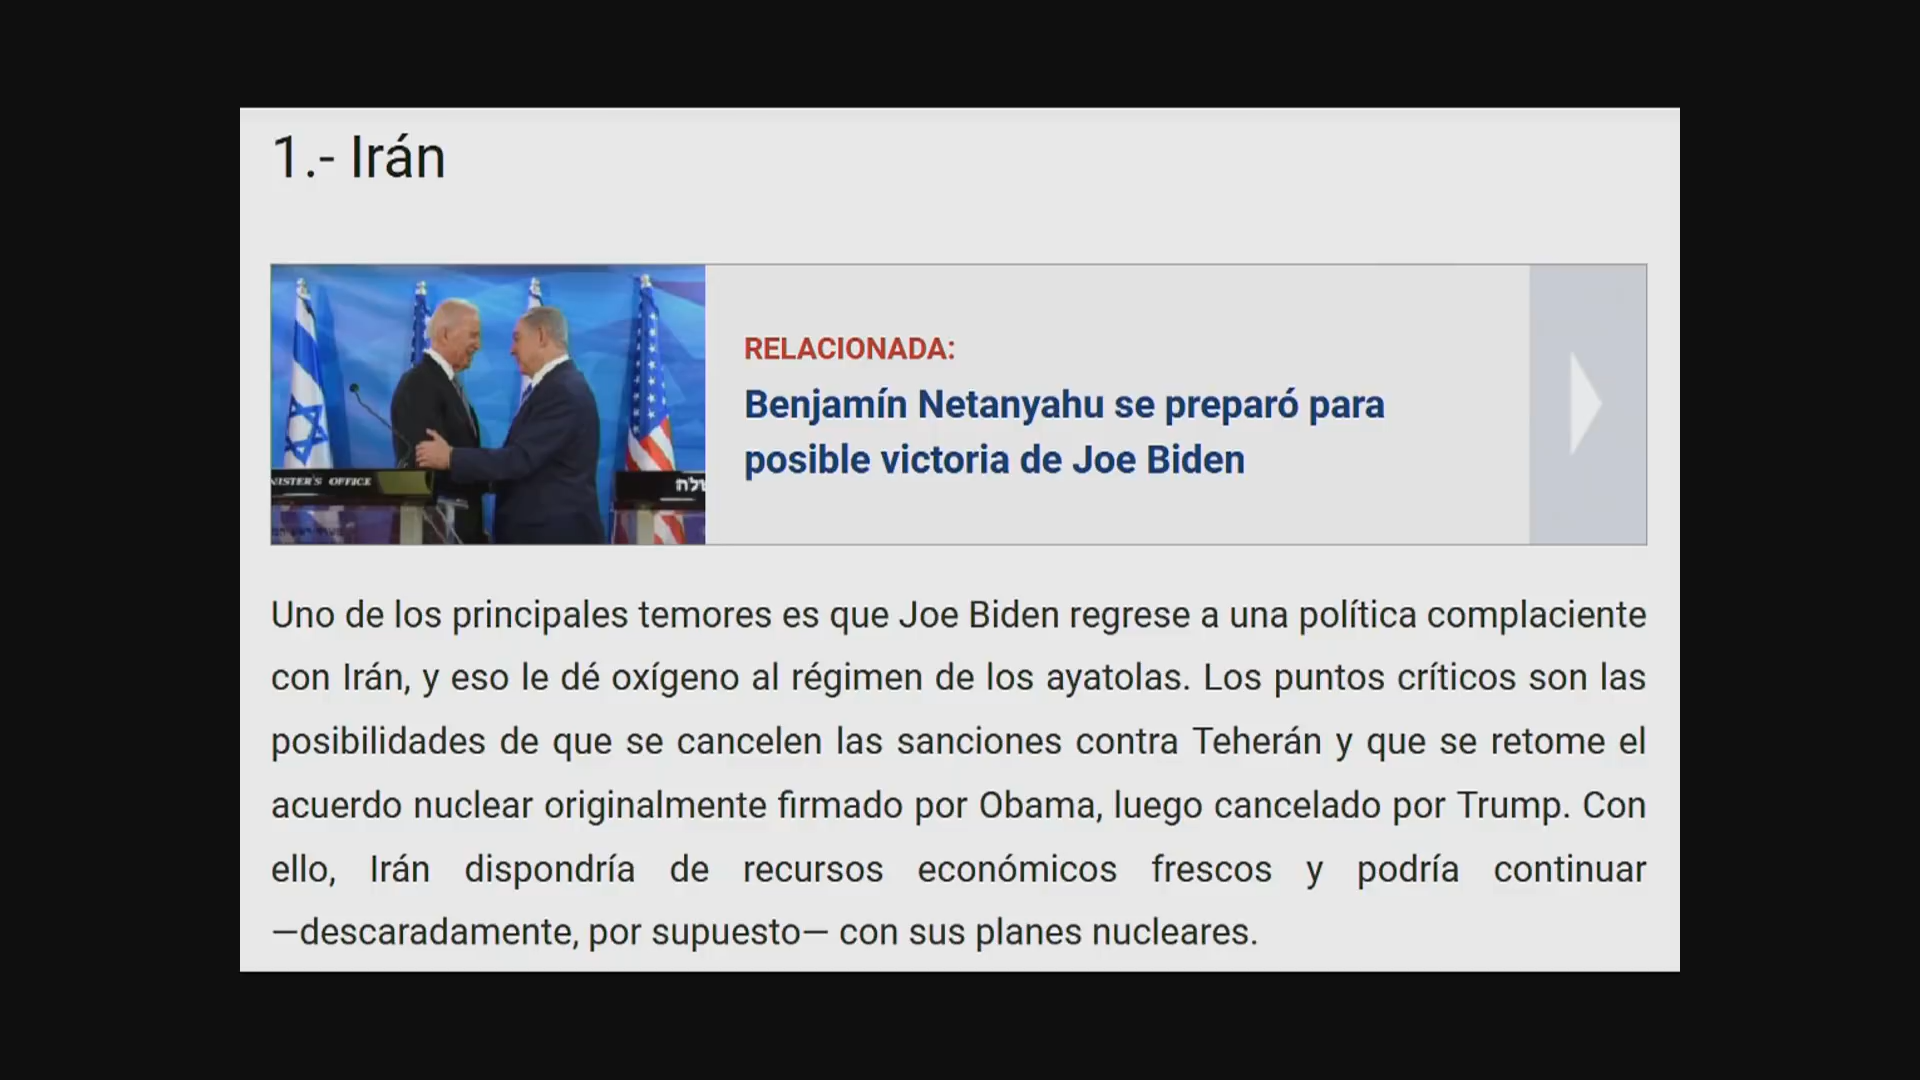 1.- Irán
RELACIONADA:
Benjamín Netanyahu se preparó para
posible victoria de Joe Biden
NISTER'S OFFICE
Uno de los principales temores es que Joe Biden regrese a una política complaciente
con Irán, y eso le dé oxígeno al régimen de los ayatolas. Los puntos críticos son las
posibilidades de que se cancelen las sanciones contra Teherán y que se retome el
acuerdo nuclear originalmente firmado por Obama, luego cancelado por Trump. Con
ello, Irán dispondría de recursos económicos frescos y podría continuar
—descaradamente, por supuesto— con sus planes nucleares.